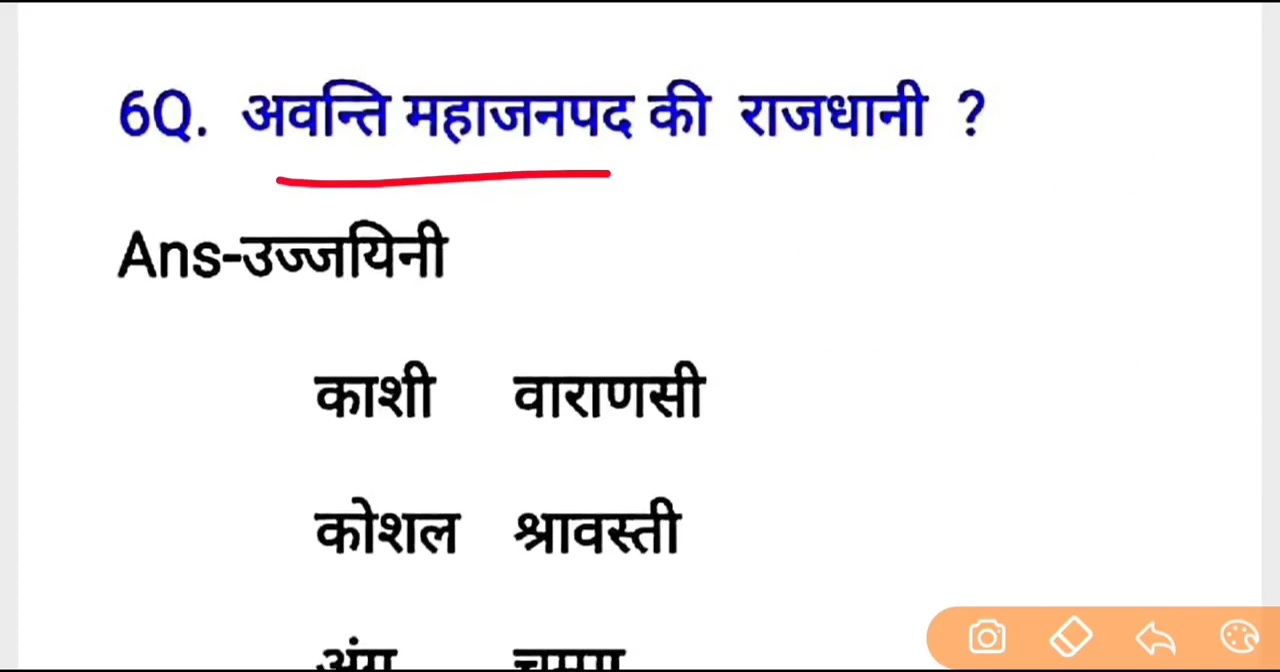 6Q. अवन्ति महाजनपद की राजधानी ?
Ans-उज्जयिनी
काशी वाराणसी
कोशल श्रावस्ती
अंग